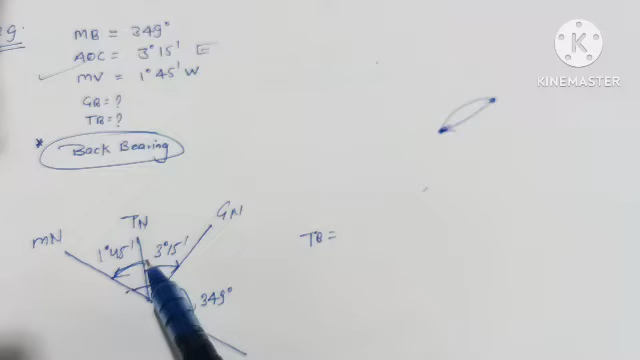 eg.
MB = 349°
AOC = 3°15' E
MV = 1°45' W
GB = ?
TB = ?
* Back Bearing
MN
TN
GN
1°45'
3°15'
349°
TB =
K
KINEMASTER